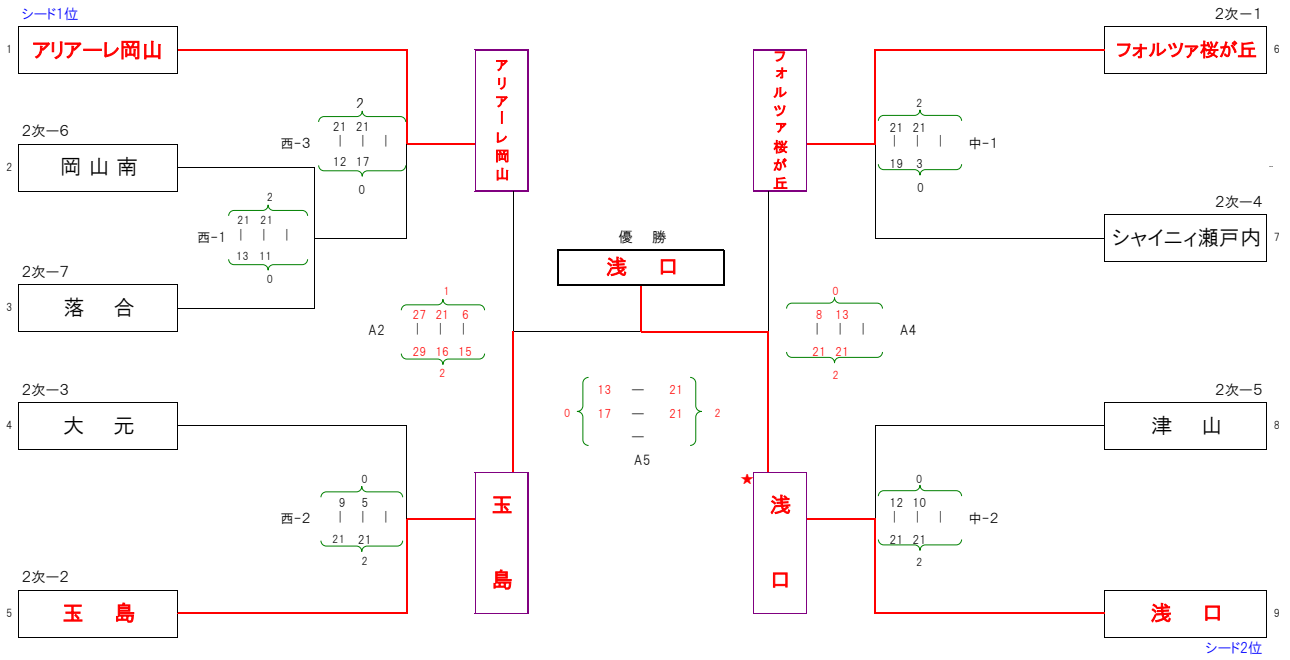 シード1位
1
アリアーレ岡山
2次ー6
2
岡山南
2次ー7
3
落合
2次ー3
4
大元
2次ー2
5
玉島
西-3
2
21 21
| | |
12 17
0
西-1
2
21 21
| | |
13 11
0
西-2
0
9 5
| | |
21 21
2
アリアーレ岡山
玉島
A2
1
27 21 6
| | |
29 16 15
2
優勝
浅口
0
13 ー 21
17 ー 21
ー
2
A5
フォルツァ桜が丘
★
浅口
0
8 13
| | |
21 21
2
A4
2
21 21
| | |
19 3
0
中-1
0
12 10
| | |
21 21
2
中-2
2次ー1
フォルツァ桜が丘
6
2次ー4
シャイニィ瀬戸内
7
2次ー5
津山
8
浅口
9
シード2位